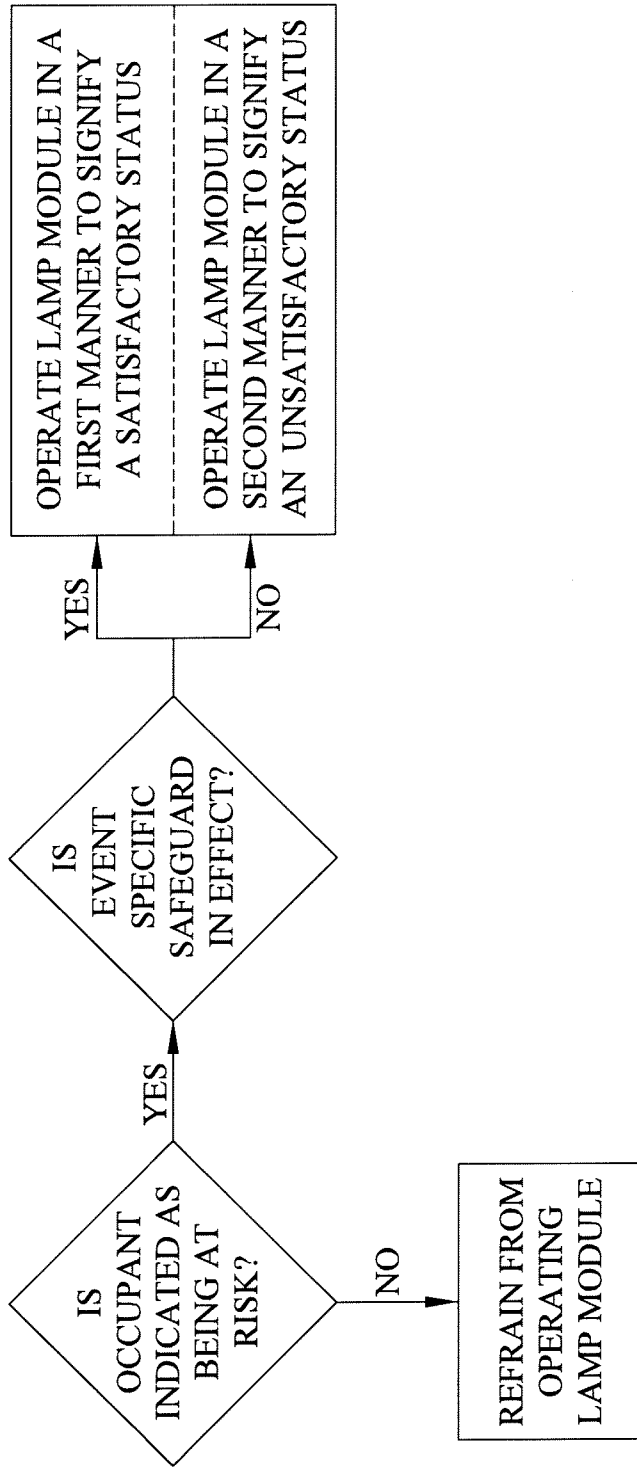 IS
OCCUPANT
INDICATED AS
BEING AT
RISK?
YES
NO
REFRAIN FROM
OPERATING
LAMP MODULE
IS
EVENT
SPECIFIC
SAFEGUARD
IN EFFECT?
YES
NO
OPERATE LAMP MODULE IN A
FIRST MANNER TO SIGNIFY
A SATISFACTORY STATUS
OPERATE LAMP MODULE IN A
SECOND MANNER TO SIGNIFY
AN UNSATISFACTORY STATUS